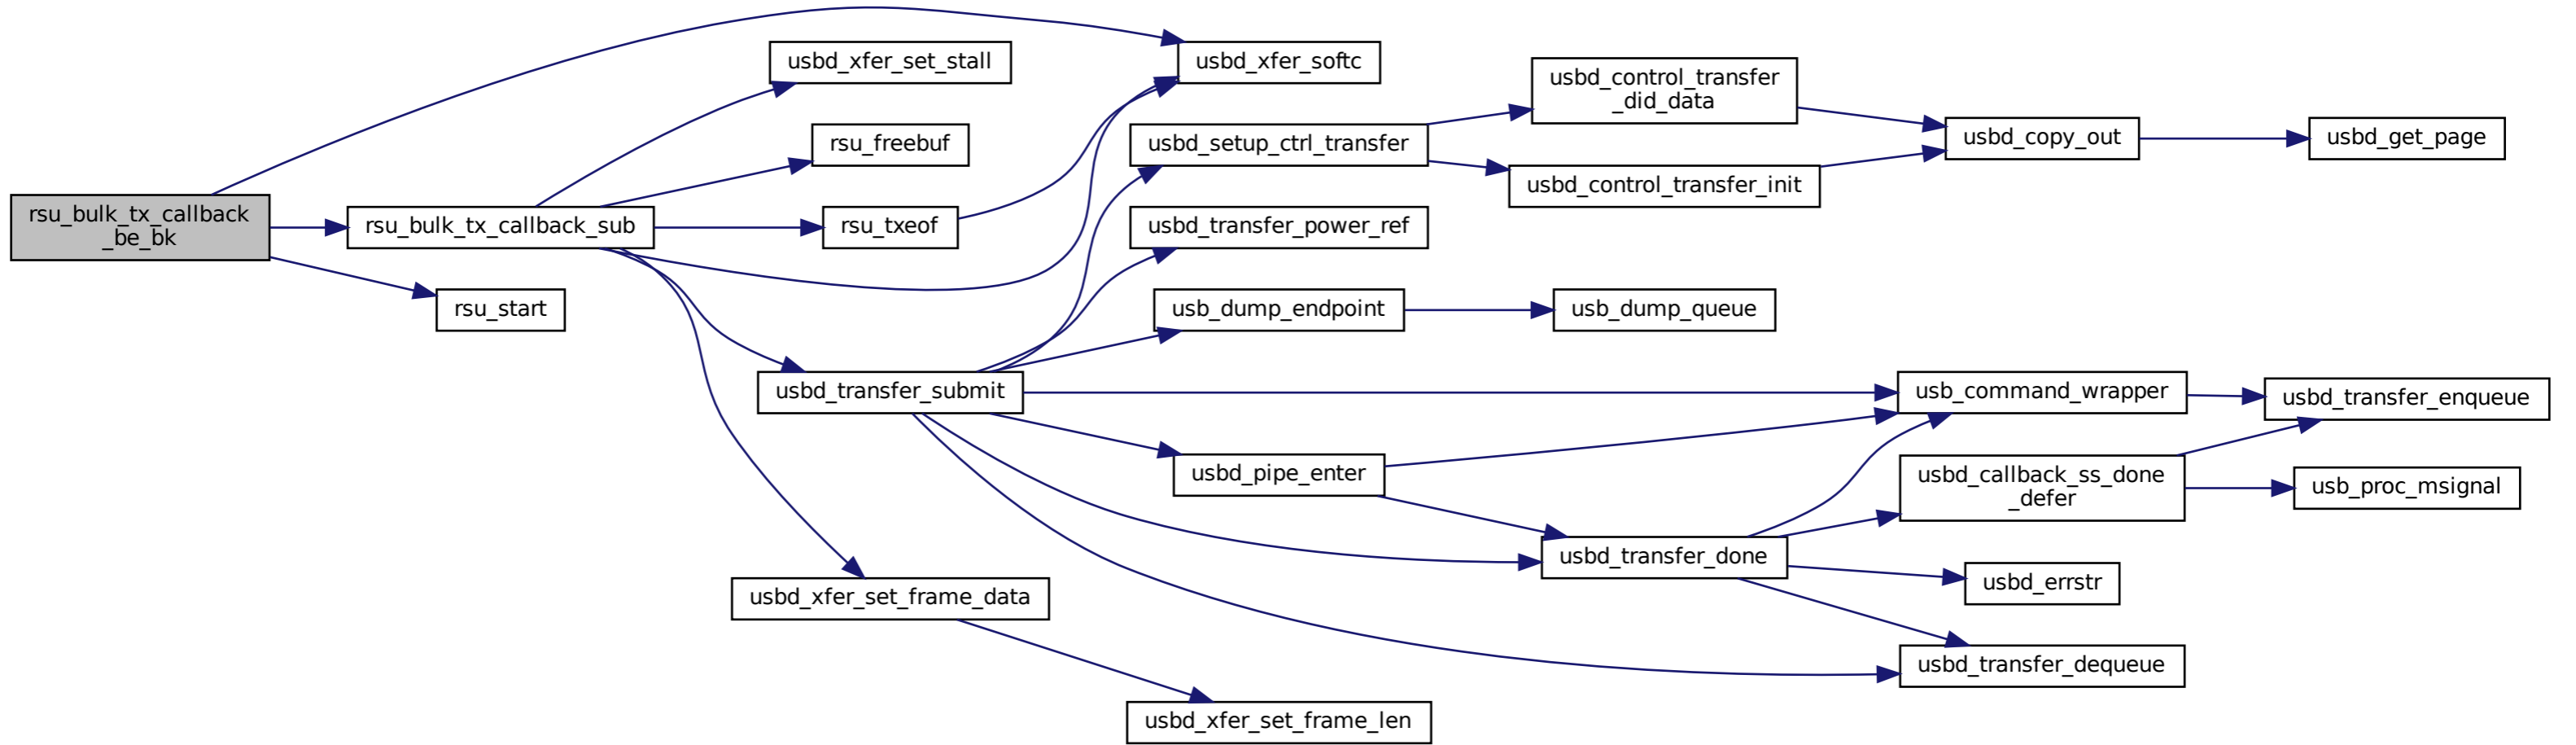 rsu_bulk_tx_callback
_be_bk
rsu_bulk_tx_callback_sub
rsu_start
usbd_xfer_set_stall
rsu_freebuf
rsu_txeof
usbd_transfer_submit
usbd_xfer_set_frame_data
usbd_xfer_softc
usbd_setup_ctrl_transfer
usbd_transfer_power_ref
usb_dump_endpoint
usbd_pipe_enter
usbd_xfer_set_frame_len
usbd_control_transfer
_did_data
usbd_control_transfer_init
usb_dump_queue
usbd_transfer_done
usbd_copy_out
usb_command_wrapper
usbd_callback_ss_done
_defer
usbd_errstr
usbd_transfer_dequeue
usbd_get_page
usbd_transfer_enqueue
usb_proc_msignal